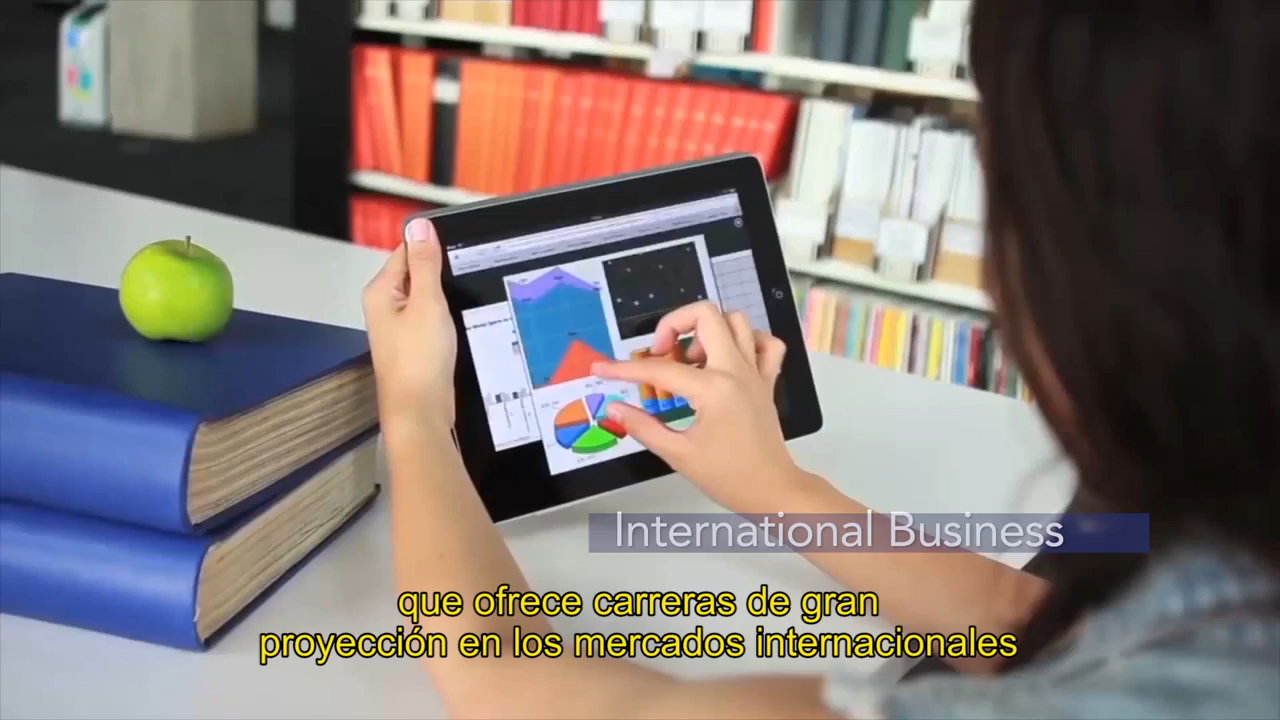 International Business
que ofrece carreras de gran
proyección en los mercados internacionales